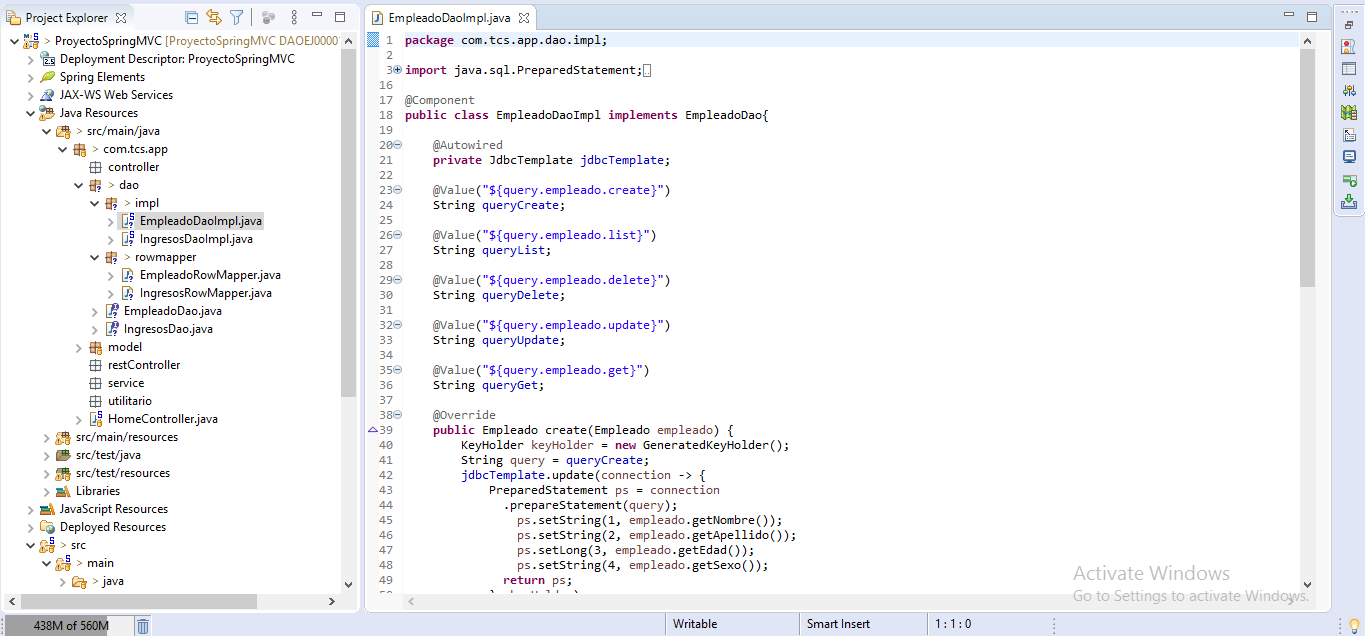 Project Explorer
> ProyectoSpringMVC [ProyectoSpringMVC DAOEJ0000
Deployment Descriptor: ProyectoSpringMVC
Spring Elements
JAX-WS Web Services
Java Resources
> src/main/java
> com.tcs.app
controller
> dao
> impl
EmpleadoDaoImpl.java
IngresosDaoImpl.java
> rowmapper
EmpleadoRowMapper.java
IngresosRowMapper.java
EmpleadoDao.java
IngresosDao.java
model
restController
service
utilitario
HomeController.java
src/main/resources
src/test/java
src/test/resources
Libraries
JavaScript Resources
Deployed Resources
> src
> main
> java
EmpleadoDaoImpl.java
1 package com.tcs.app.dao.impl;
2
3 import java.sql.PreparedStatement;
16
17 @Component
18 public class EmpleadoDaoImpl implements EmpleadoDao{
19
20 @Autowired
21 private JdbcTemplate jdbcTemplate;
22
23 @Value("${query.empleado.create}")
24 String queryCreate;
25
26 @Value("${query.empleado.list}")
27 String queryList;
28
29 @Value("${query.empleado.delete}")
30 String queryDelete;
31
32 @Value("${query.empleado.update}")
33 String queryUpdate;
34
35 @Value("${query.empleado.get}")
36 String queryGet;
37
38 @Override
39 public Empleado create(Empleado empleado) {
40 KeyHolder keyHolder = new GeneratedKeyHolder();
41 String query = queryCreate;
42 jdbcTemplate.update(connection -> {
43 PreparedStatement ps = connection
44 .prepareStatement(query);
45 ps.setString(1, empleado.getNombre());
46 ps.setString(2, empleado.getApellido());
47 ps.setLong(3, empleado.getEdad());
48 ps.setString(4, empleado.getSexo());
49 return ps;
Activate Windows
Go to Settings to activate Windows.
438M of 560M
Writable
Smart Insert
1 : 1 : 0